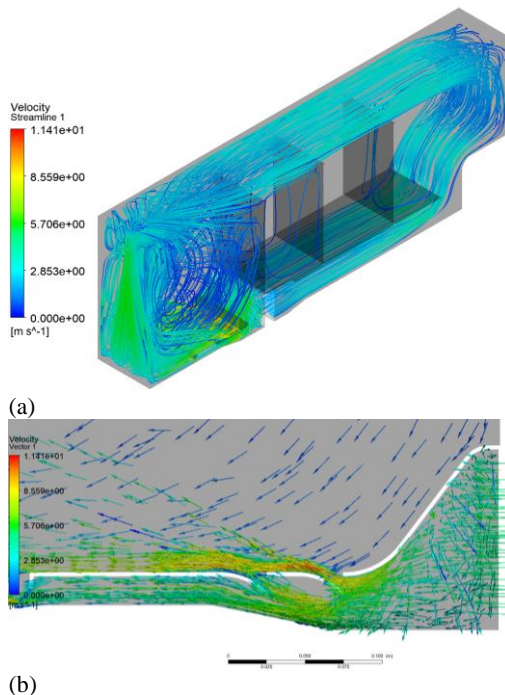 Velocity
Streamline 1
1.141e+01
8.559e+00
5.706e+00
2.853e+00
0.000e+00
[m s^-1]
(a)
Velocity
Vector 1
1.141e+01
8.559e+00
5.706e+00
2.853e+00
0.000e+00
[m s^-1]
0
0.050
0.100 (m)
0.025
0.075
(b)